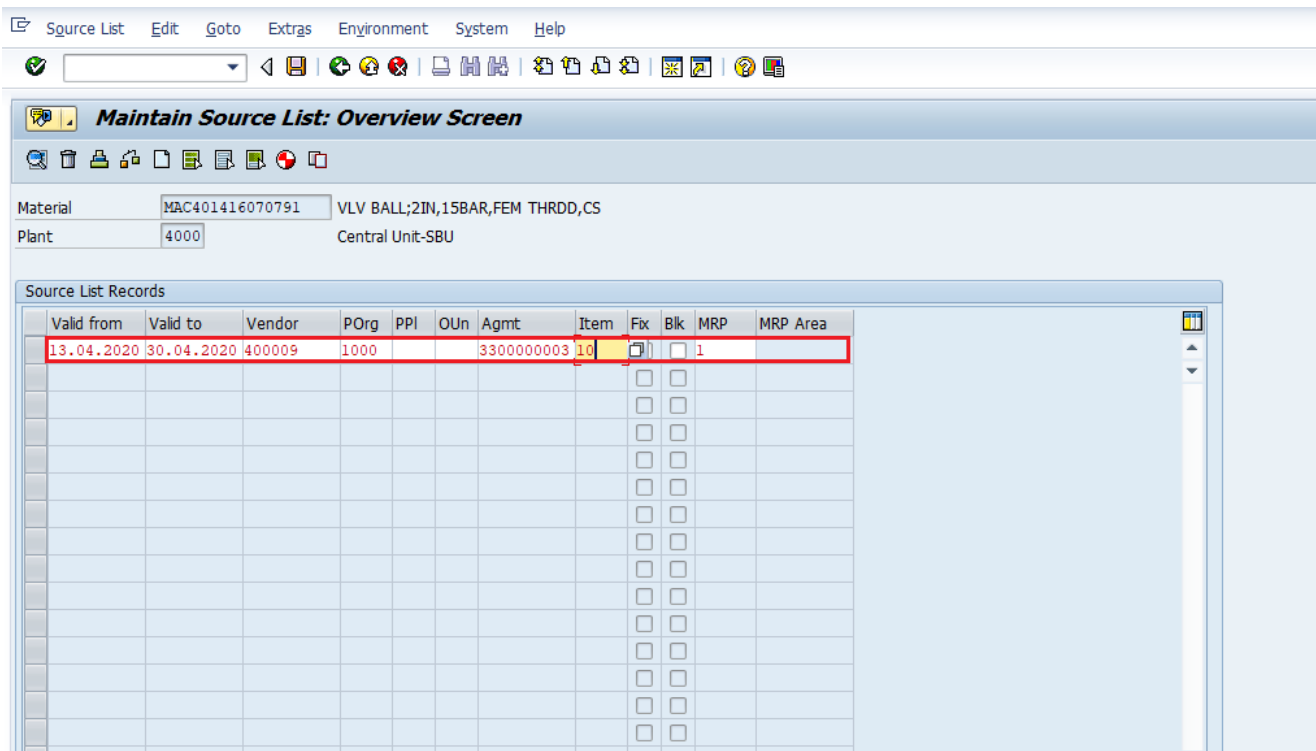 Source List Edit Goto Extras Environment System Help
Maintain Source List: Overview Screen
Material MAC401416070791 VLV BALL;2IN,15BAR,FEM THRDD,CS
Plant 4000 Central Unit-SBU
Source List Records
Valid from Valid to Vendor POrg PPl OUn Agmt Item Fix Blk MRP MRP Area
13.04.2020 30.04.2020 400009 1000 3300000003 10 1